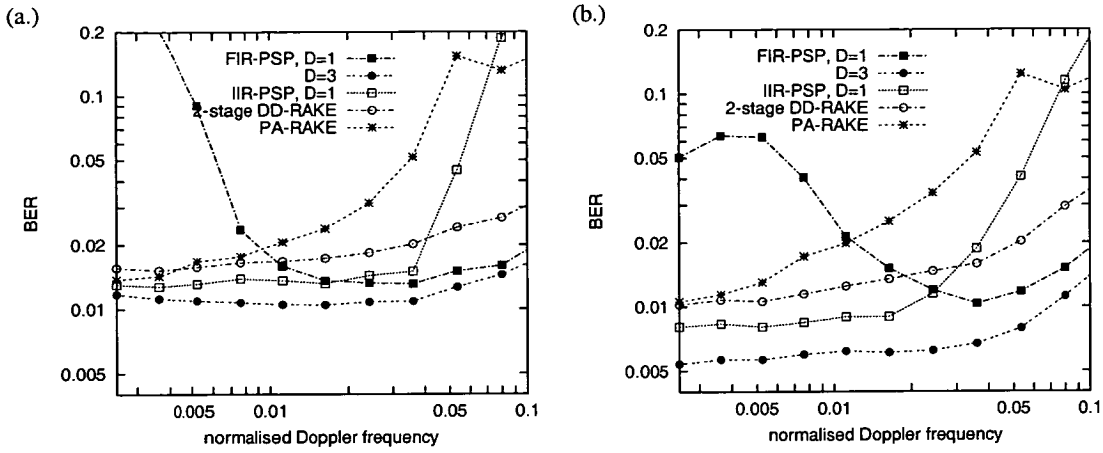 (a.)
0.2
0.1
0.05
0.02
0.01
0.005
BER
FIR-PSP, D=1
D=3
IIR-PSP, D=1
2-stage DD-RAKE
PA-RAKE
0.005
0.01
0.05
0.1
normalised Doppler frequency
(b.)
0.2
0.1
0.05
0.02
0.01
0.005
BER
FIR-PSP, D=1
D=3
IIR-PSP, D=1
2-stage DD-RAKE
PA-RAKE
0.005
0.01
0.05
0.1
normalised Doppler frequency